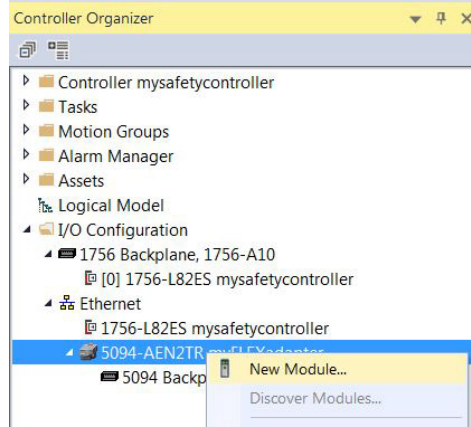 Controller Organizer
Controller mysafetycontroller
Tasks
Motion Groups
Alarm Manager
Assets
Logical Model
I/O Configuration
1756 Backplane, 1756-A10
[0] 1756-L82ES mysafetycontroller
Ethernet
1756-L82ES mysafetycontroller
5094-AEN2TR myFLEXadapter
5094 Backp
New Module...
Discover Modules...